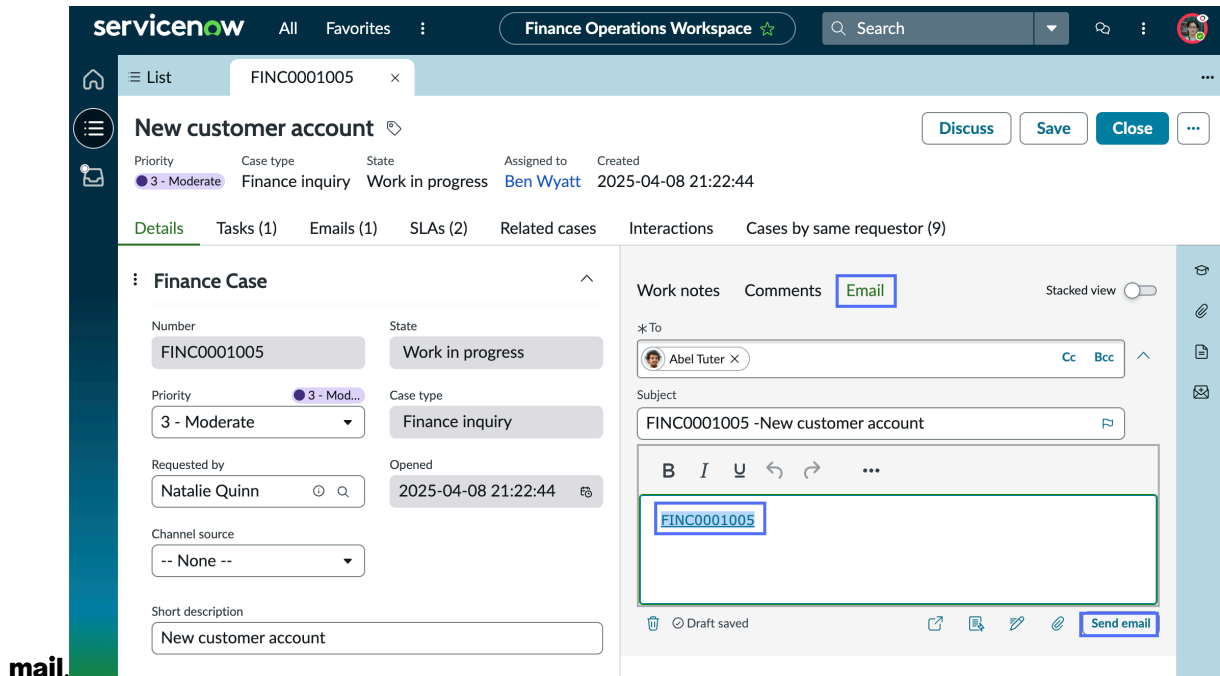 servicenow All Favorites Finance Operations Workspace Search
List FINC0001005
New customer account Discuss Save Close
Priority Case type State Assigned to Created
3 - Moderate Finance inquiry Work in progress Ben Wyatt 2025-04-08 21:22:44
Details Tasks (1) Emails (1) SLAs (2) Related cases Interactions Cases by same requestor (9)
Finance Case
Number State
FINC0001005 Work in progress
Priority 3 - Mod... Case type
3 - Moderate Finance inquiry
Requested by Opened
Natalie Quinn 2025-04-08 21:22:44
Channel source
-- None --
Short description
New customer account
Work notes Comments Email Stacked view
To
Abel Tuter Cc Bcc
Subject
FINC0001005 -New customer account
B I U
FINC0001005
Draft saved Send email
mail.